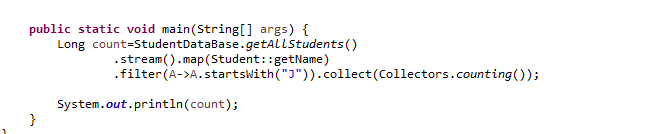 public static void main(String[] args) {
Long count=StudentDataBase.getAllStudents()
.stream().map(Student::getName)
.filter(A->A.startsWith("J")).collect(Collectors.counting());
System.out.println(count);
}
}